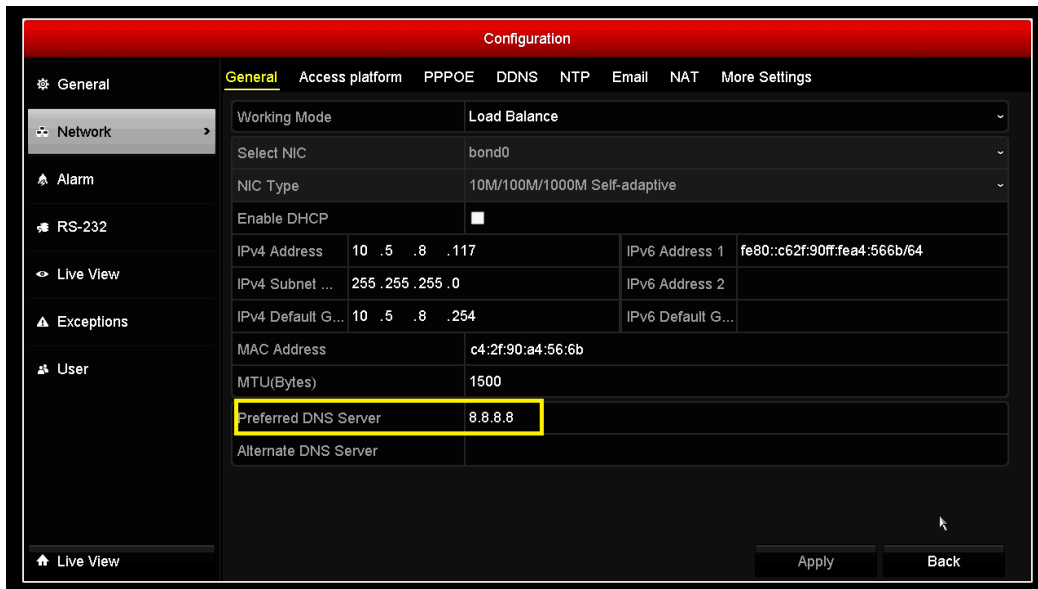 Configuration
General
Network
Alarm
RS-232
Live View
Exceptions
User
Live View
General Access platform PPPOE DDNS NTP Email NAT More Settings
Working Mode Load Balance
Select NIC bond0
NIC Type 10M/100M/1000M Self-adaptive
Enable DHCP
IPv4 Address 10 .5 .8 .117 IPv6 Address 1 fe80::c62f:90ff:fea4:566b/64
IPv4 Subnet ... 255.255.255.0 IPv6 Address 2
IPv4 Default G... 10 .5 .8 .254 IPv6 Default G...
MAC Address c4:2f:90:a4:56:6b
MTU(Bytes) 1500
Preferred DNS Server 8.8.8.8
Alternate DNS Server
Apply Back